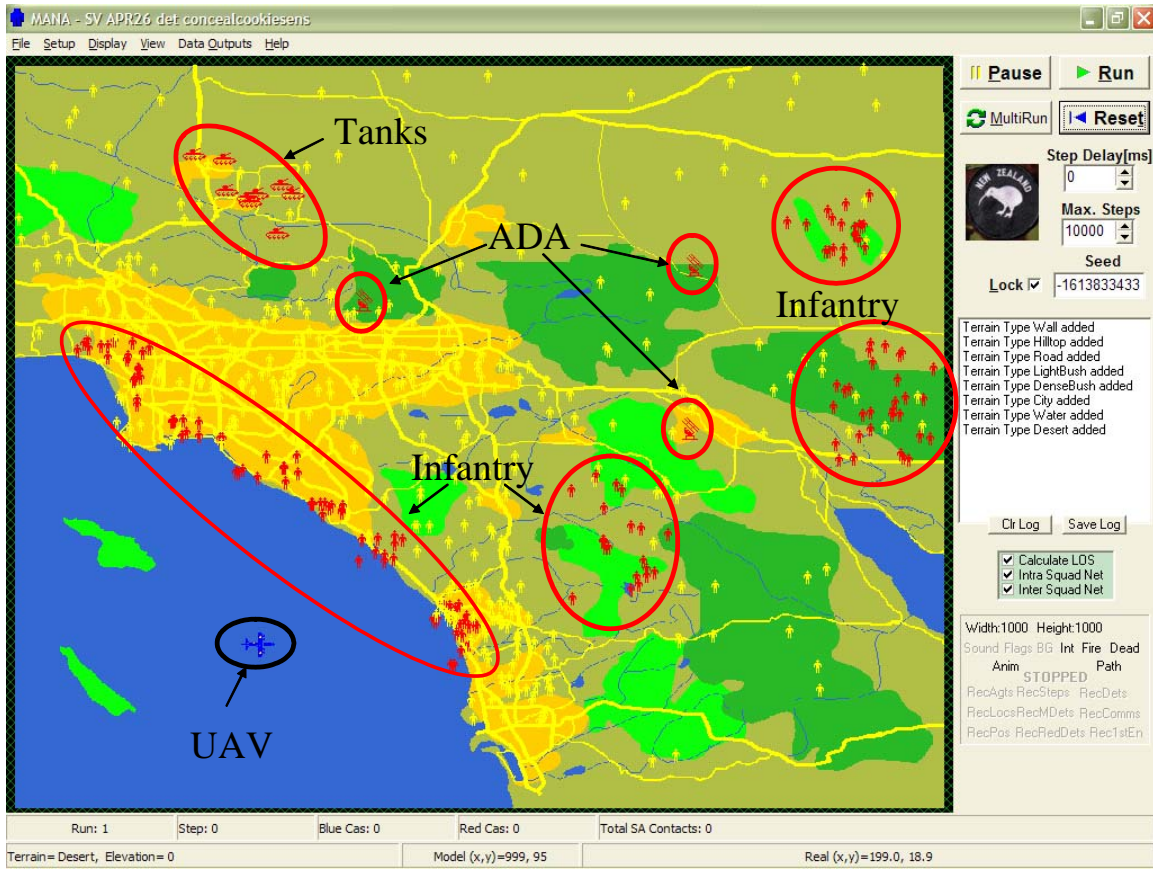 MANA - SV APR26 det concealcookiesens
File Setup Display View Data Outputs Help
Pause
Run
MultiRun
Reset
Step Delay[ms]
0
NEW ZEALAND
Max. Steps
10000
Seed
Lock
-1613833433
Tanks
ADA
Infantry
Infantry
UAV
Terrain Type Wall added
Terrain Type Hilltop added
Terrain Type Road added
Terrain Type LightBush added
Terrain Type DenseBush added
Terrain Type City added
Terrain Type Water added
Terrain Type Desert added
Clr Log Save Log
Calculate LOS
Intra Squad Net
Inter Squad Net
Width:1000 Height:1000
Sound Flags BG Int Fire Dead
Anim Path
STOPPED
RecAgts RecSteps RecDets
RecLocs RecMDets RecComms
RecPos RecRedDets Rec1stEn
Run: 1 Step: 0 Blue Cas: 0 Red Cas: 0 Total SA Contacts: 0
Terrain= Desert, Elevation= 0 Model (x,y)=999, 95 Real (x,y)=199.0, 18.9